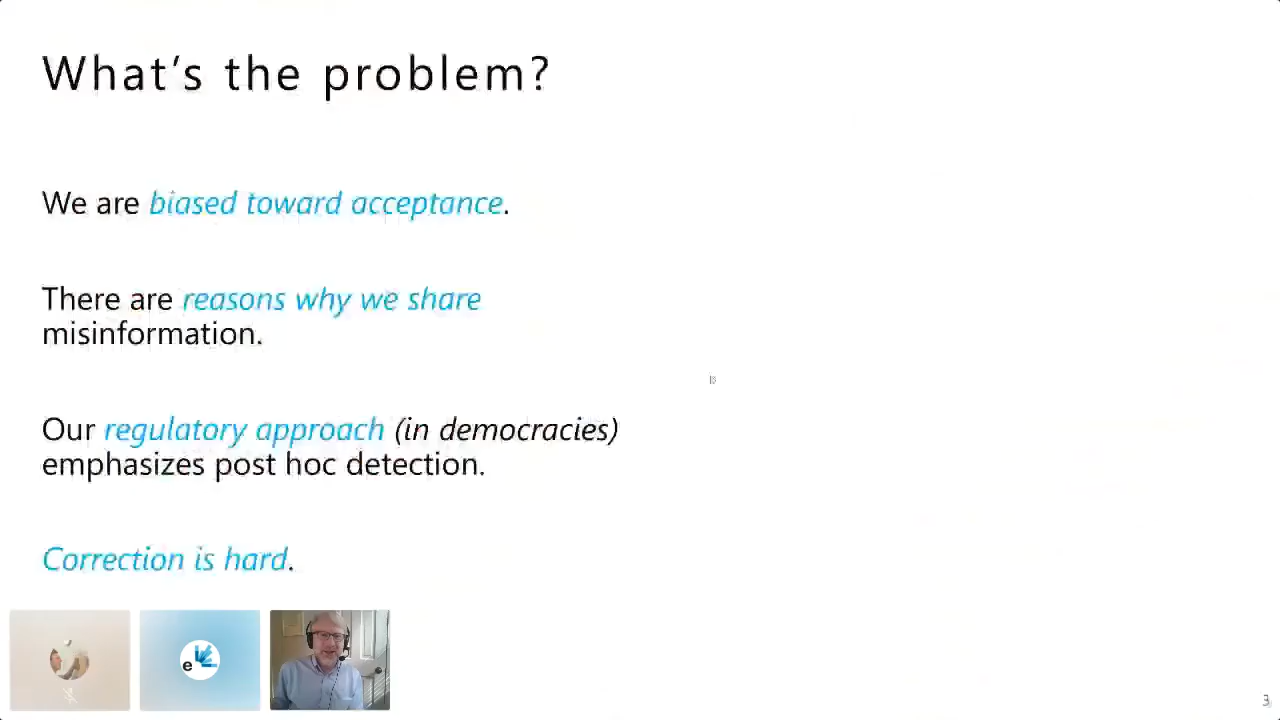 What's the problem?
We are biased toward acceptance.
There are reasons why we share
misinformation.
Our regulatory approach (in democracies)
emphasizes post hoc detection.
Correction is hard.
e
3